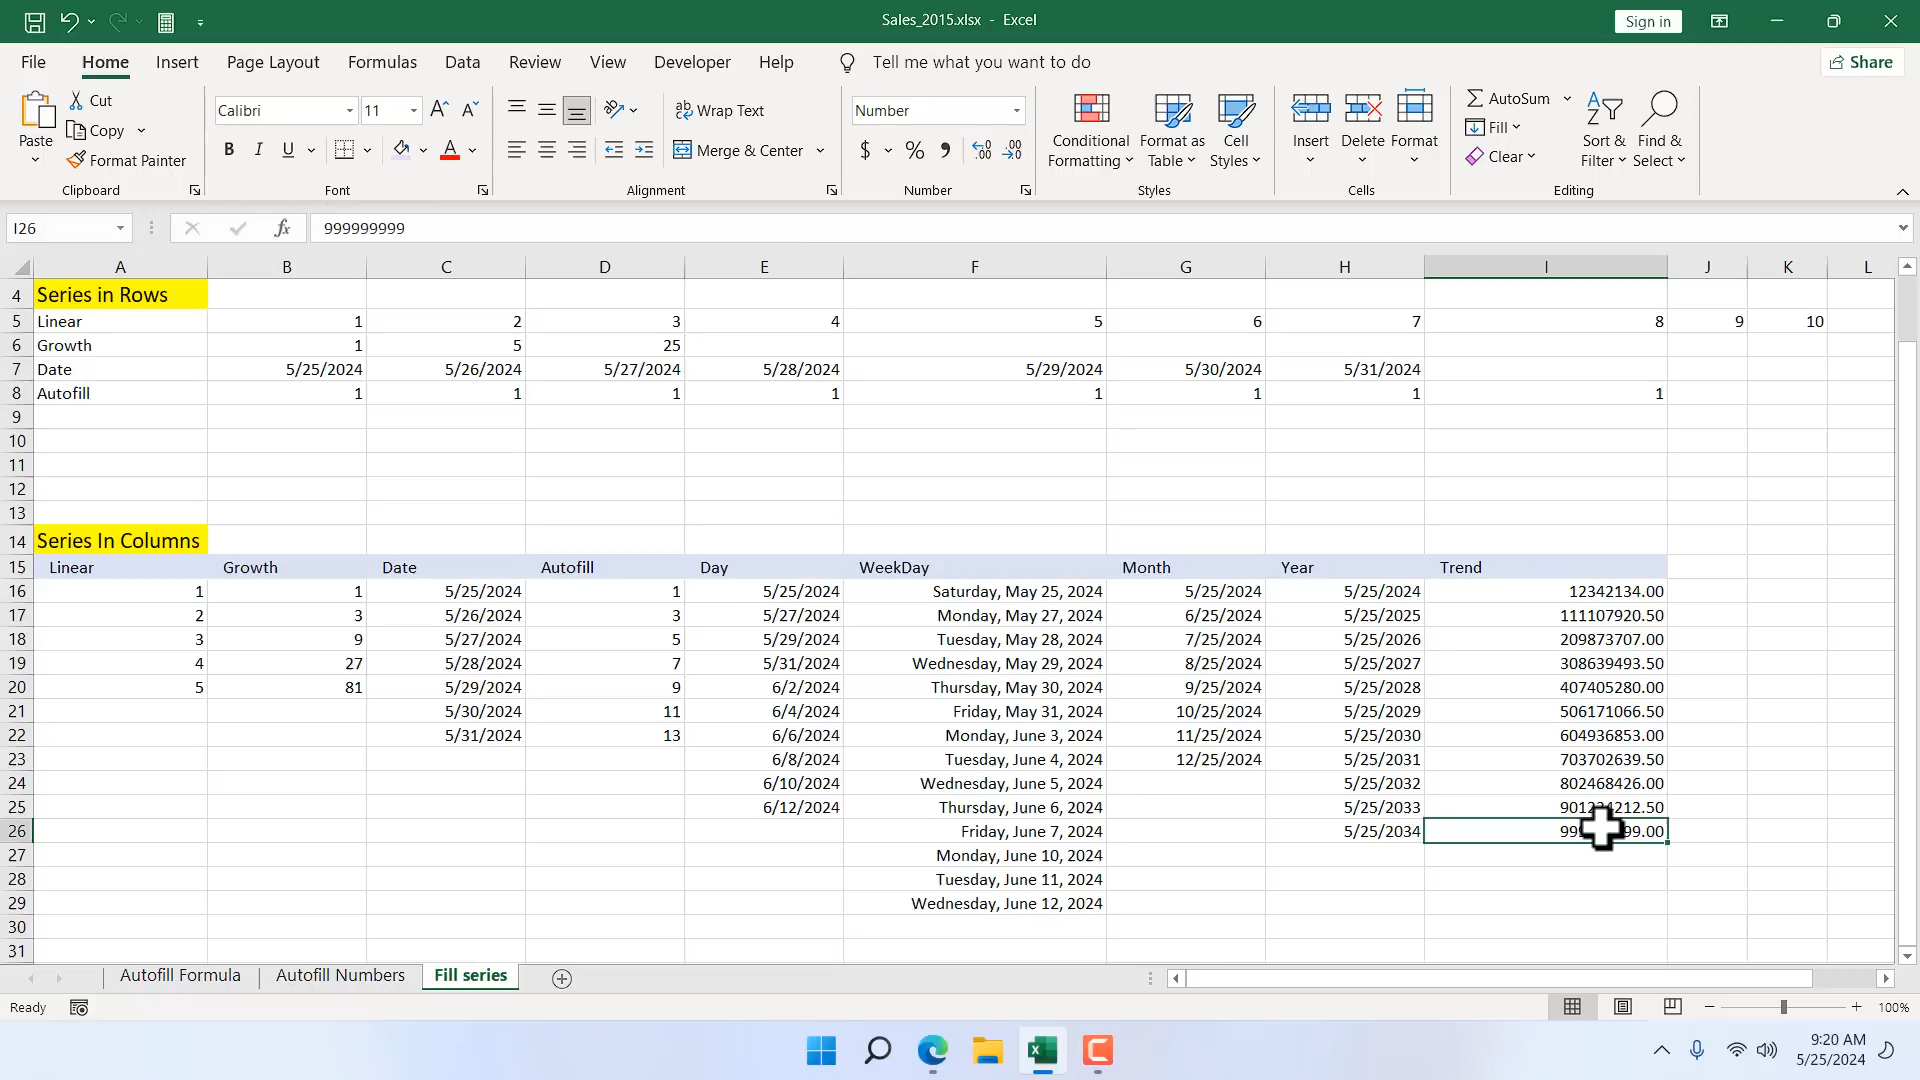 Sales_2015.xlsx - Excel
Sign in
File Home Insert Page Layout Formulas Data Review View Developer Help Tell me what you want to do Share
Paste
Cut
Copy
Format Painter
Clipboard
Calibri 11
B I U
Font
Wrap Text
Merge & Center
Alignment
Number
$ % 9
Number
Conditional Formatting
Format as Table
Cell Styles
Styles
Insert Delete Format
Cells
AutoSum
Fill
Clear
Sort & Filter
Find & Select
Editing
I26 fx 999999999
A B C D E F G H I J K L
4 Series in Rows
5 Linear 1 2 3 4 5 6 7 8 9 10
6 Growth 1 5 25
7 Date 5/25/2024 5/26/2024 5/27/2024 5/28/2024 5/29/2024 5/30/2024 5/31/2024
8 Autofill 1 1 1 1 1 1 1 1
9
10
11
12
13
14 Series In Columns
15 Linear Growth Date Autofill Day WeekDay Month Year Trend
16 1 1 5/25/2024 1 5/25/2024 Saturday, May 25, 2024 5/25/2024 5/25/2024 12342134.00
17 2 3 5/26/2024 3 5/27/2024 Monday, May 27, 2024 6/25/2024 5/25/2025 111107920.50
18 3 9 5/27/2024 5 5/29/2024 Tuesday, May 28, 2024 7/25/2024 5/25/2026 209873707.00
19 4 27 5/28/2024 7 5/31/2024 Wednesday, May 29, 2024 8/25/2024 5/25/2027 308639493.50
20 5 81 5/29/2024 9 6/2/2024 Thursday, May 30, 2024 9/25/2024 5/25/2028 407405280.00
21 5/30/2024 11 6/4/2024 Friday, May 31, 2024 10/25/2024 5/25/2029 506171066.50
22 5/31/2024 13 6/6/2024 Monday, June 3, 2024 11/25/2024 5/25/2030 604936853.00
23 6/8/2024 Tuesday, June 4, 2024 12/25/2024 5/25/2031 703702639.50
24 6/10/2024 Wednesday, June 5, 2024 5/25/2032 802468426.00
25 6/12/2024 Thursday, June 6, 2024 5/25/2033
26 Friday, June 7, 2024 5/25/2034
27 Monday, June 10, 2024
28 Tuesday, June 11, 2024
29 Wednesday, June 12, 2024
30
31
Autofill Formula Autofill Numbers Fill series
Ready 100%
9:20 AM
5/25/2024